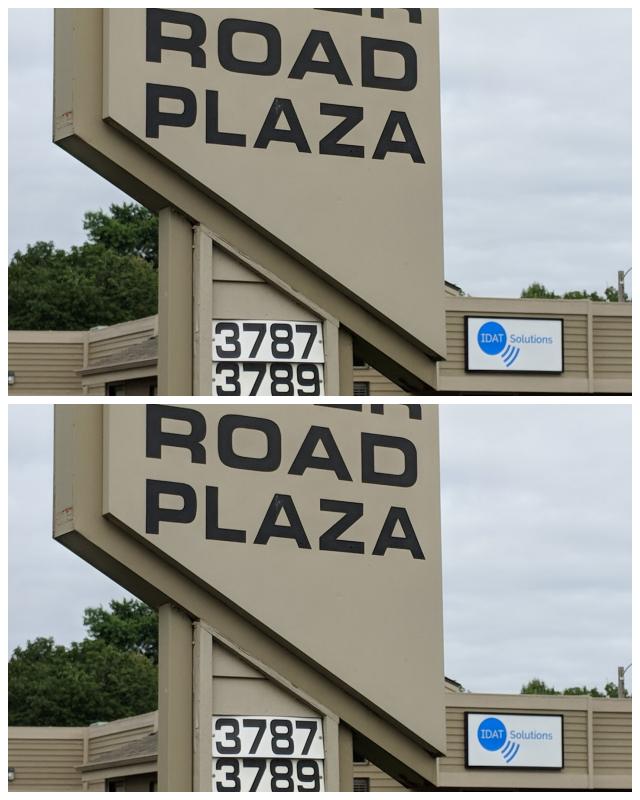 ROAD
PLAZA
3787
3789
IDAT Solutions
ROAD
PLAZA
3787
3789
IDAT Solutions